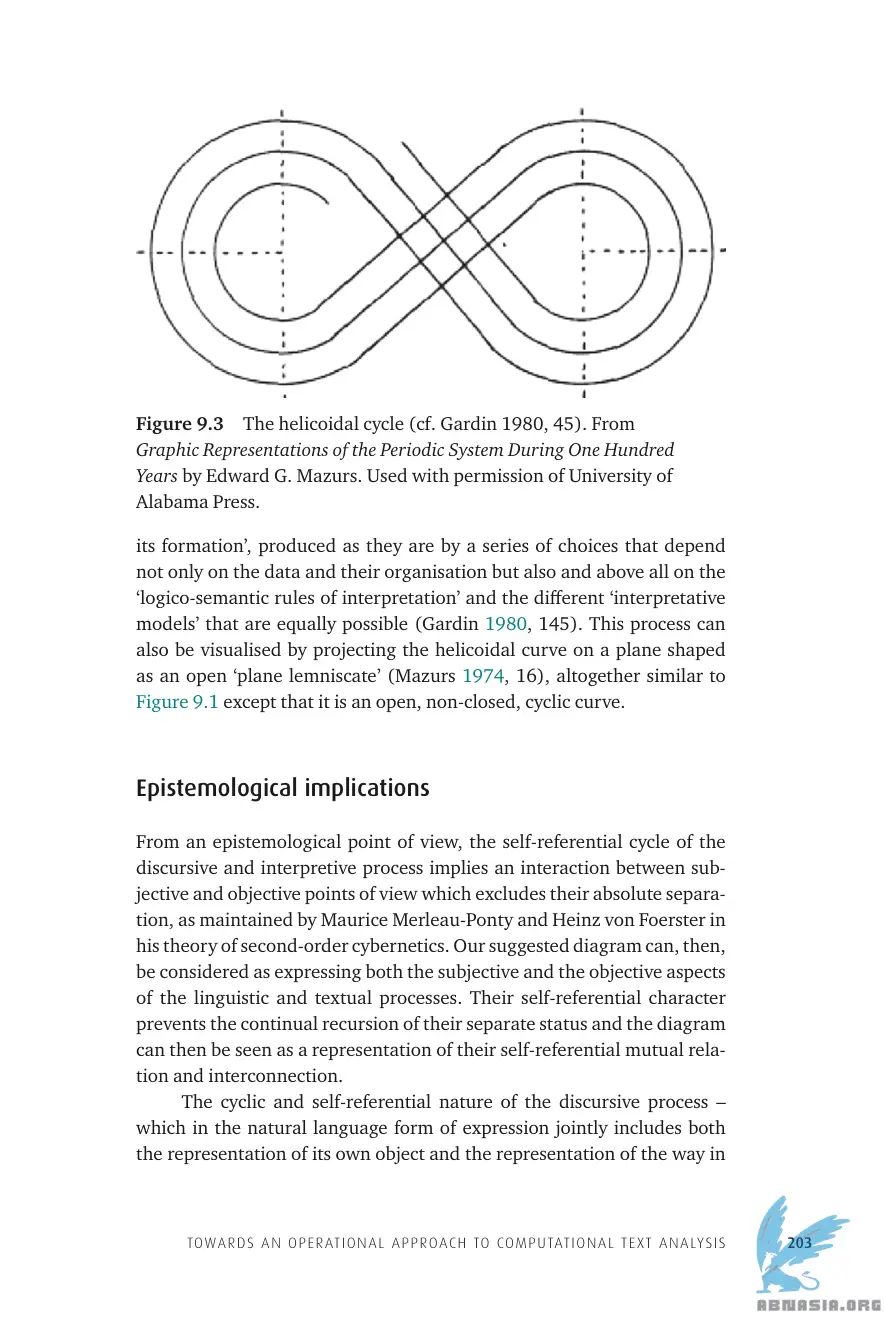 Figure 9.3 The helicoidal cycle (cf. Gardin 1980, 45). From
Graphic Representations of the Periodic System During One Hundred
Years by Edward G. Mazurs. Used with permission of University of
Alabama Press.
its formation’, produced as they are by a series of choices that depend
not only on the data and their organisation but also and above all on the
‘logico-semantic rules of interpretation’ and the different ‘interpretative
models’ that are equally possible (Gardin 1980, 145). This process can
also be visualised by projecting the helicoidal curve on a plane shaped
as an open ‘plane lemniscate’ (Mazurs 1974, 16), altogether similar to
Figure 9.1 except that it is an open, non-closed, cyclic curve.
Epistemological implications
From an epistemological point of view, the self-referential cycle of the
discursive and interpretive process implies an interaction between sub-
jective and objective points of view which excludes their absolute separa-
tion, as maintained by Maurice Merleau-Ponty and Heinz von Foerster in
his theory of second-order cybernetics. Our suggested diagram can, then,
be considered as expressing both the subjective and the objective aspects
of the linguistic and textual processes. Their self-referential character
prevents the continual recursion of their separate status and the diagram
can then be seen as a representation of their self-referential mutual rela-
tion and interconnection.
The cyclic and self-referential nature of the discursive process –
which in the natural language form of expression jointly includes both
the representation of its own object and the representation of the way in
TOWARDS AN OPERATIONAL APPROACH TO COMPUTATIONAL TEXT ANALYSIS 203
ABNASIA.ORG